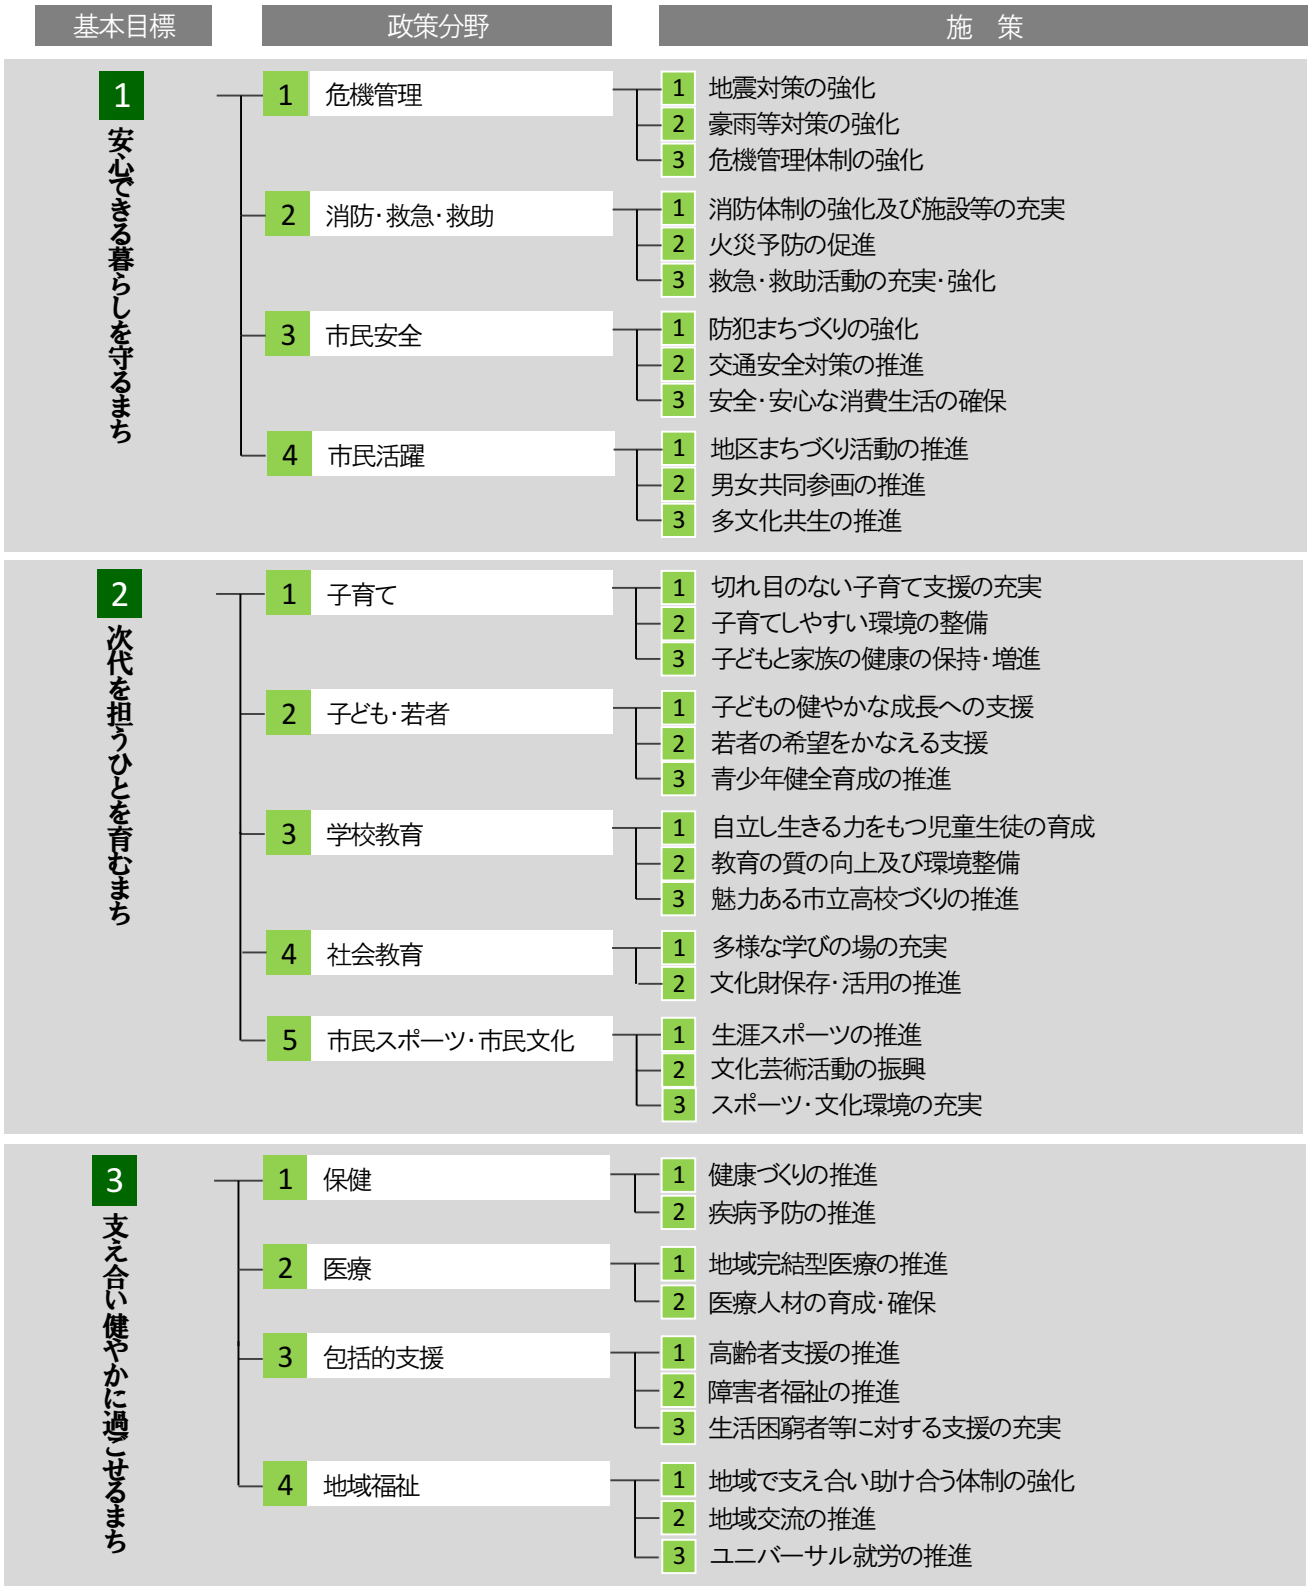 基本目標
政策分野
施　策
1
安心できる暮らしを守るまち
1 危機管理
1 地震対策の強化
2 豪雨等対策の強化
3 危機管理体制の強化
2 消防・救急・救助
1 消防体制の強化及び施設等の充実
2 火災予防の促進
3 救急・救助活動の充実・強化
3 市民安全
1 防犯まちづくりの強化
2 交通安全対策の推進
3 安全・安心な消費生活の確保
4 市民活躍
1 地区まちづくり活動の推進
2 男女共同参画の推進
3 多文化共生の推進
2
次代を担うひとを育むまち
1 子育て
1 切れ目のない子育て支援の充実
2 子育てしやすい環境の整備
3 子どもと家族の健康の保持・増進
2 子ども・若者
1 子どもの健やかな成長への支援
2 若者の希望をかなえる支援
3 青少年健全育成の推進
3 学校教育
1 自立し生きる力をもつ児童生徒の育成
2 教育の質の向上及び環境整備
3 魅力ある市立高校づくりの推進
4 社会教育
1 多様な学びの場の充実
2 文化財保存・活用の推進
5 市民スポーツ・市民文化
1 生涯スポーツの推進
2 文化芸術活動の振興
3 スポーツ・文化環境の充実
3
支え合い健やかに過ごせるまち
1 保健
1 健康づくりの推進
2 疾病予防の推進
2 医療
1 地域完結型医療の推進
2 医療人材の育成・確保
3 包括的支援
1 高齢者支援の推進
2 障害者福祉の推進
3 生活困窮者等に対する支援の充実
4 地域福祉
1 地域で支え合い助け合う体制の強化
2 地域交流の推進
3 ユニバーサル就労の推進